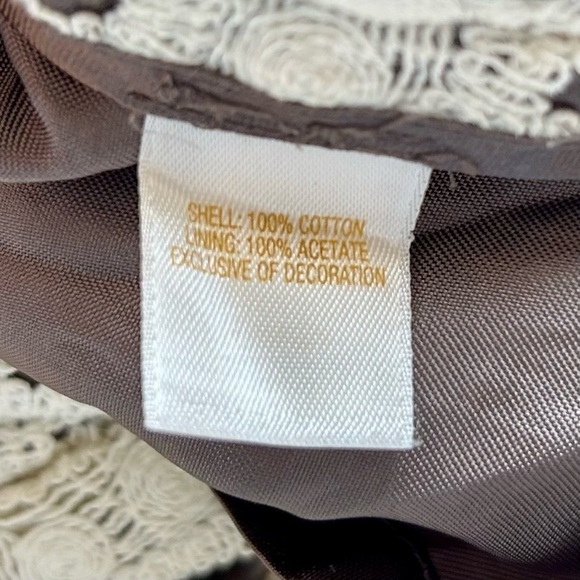 SHELL: 100% COTTON
LINING: 100% ACETATE
EXCLUSIVE OF DECORATION